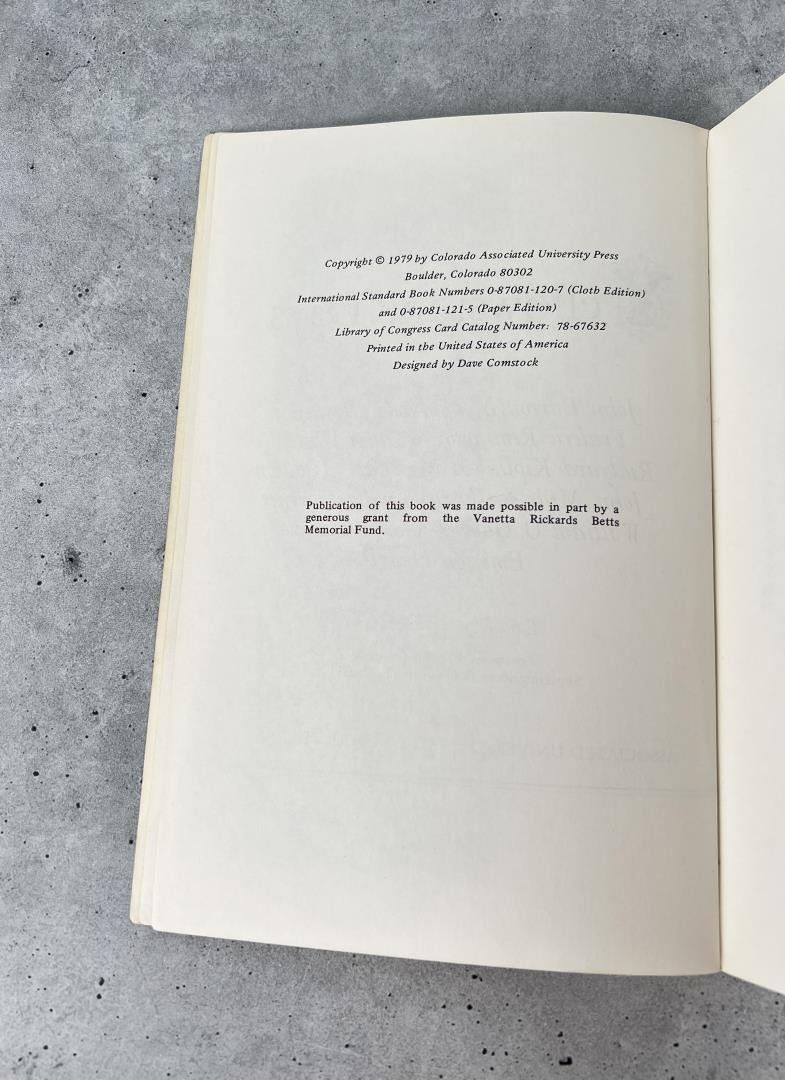 Copyright © 1979 by Colorado Associated University Press
Boulder, Colorado 80302
International Standard Book Numbers 0-87081-120-7 (Cloth Edition)
and 0-87081-121-5 (Paper Edition)
Library of Congress Card Catalog Number: 78-67632
Printed in the United States of America
Designed by Dave Comstock
Publication of this book was made possible in part by a
generous grant from the Vanetta Rickards Betts
Memorial Fund.